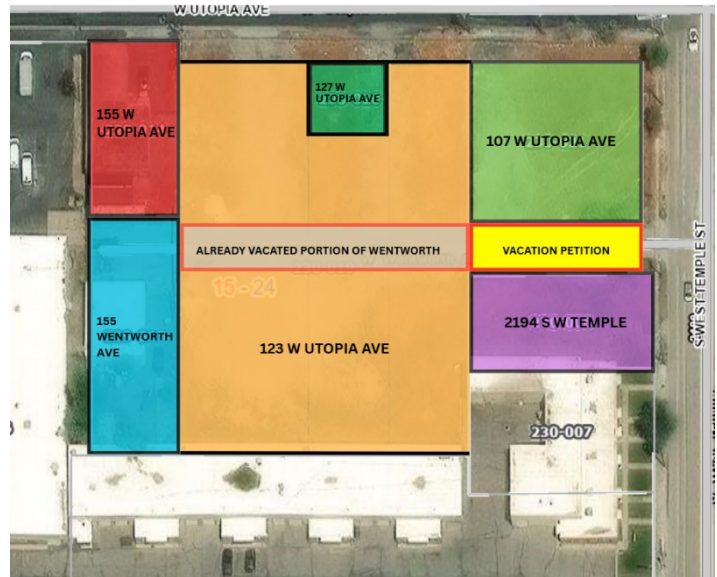 W UTOPIA AVE
127 W
UTOPIA AVE
155 W
UTOPIA AVE
107 W UTOPIA AVE
ALREADY VACATED PORTION OF WENTWORTH
VACATION PETITION
15 - 24
155
WENTWORTH
AVE
123 W UTOPIA AVE
2194 S W TEMPLE
S WEST TEMPLE ST
230-007